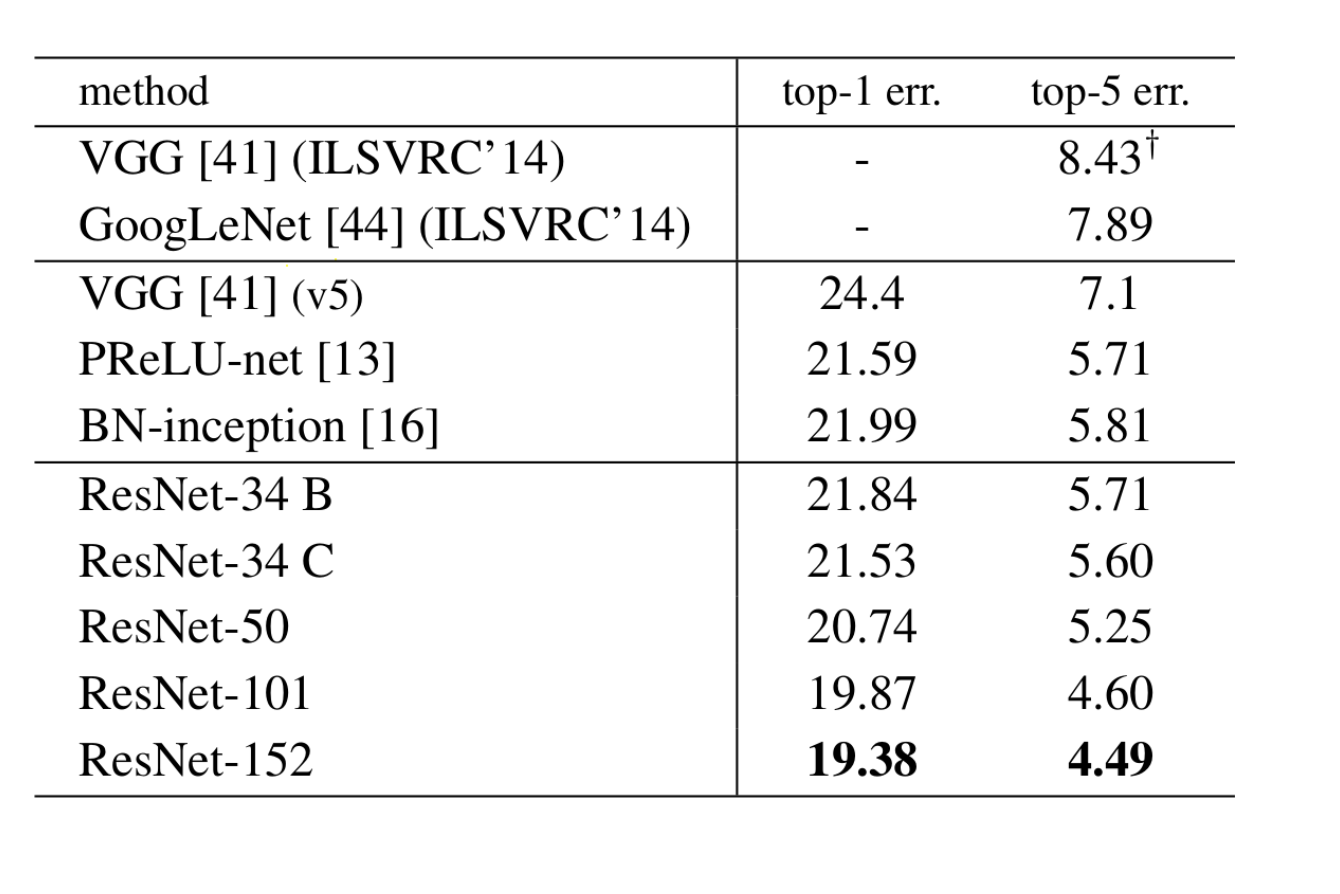 method top-1 err. top-5 err.
VGG [41] (ILSVRC’14) - 8.43†
GoogLeNet [44] (ILSVRC’14) - 7.89
VGG [41] (v5) 24.4 7.1
PReLU-net [13] 21.59 5.71
BN-inception [16] 21.99 5.81
ResNet-34 B 21.84 5.71
ResNet-34 C 21.53 5.60
ResNet-50 20.74 5.25
ResNet-101 19.87 4.60
ResNet-152 19.38 4.49